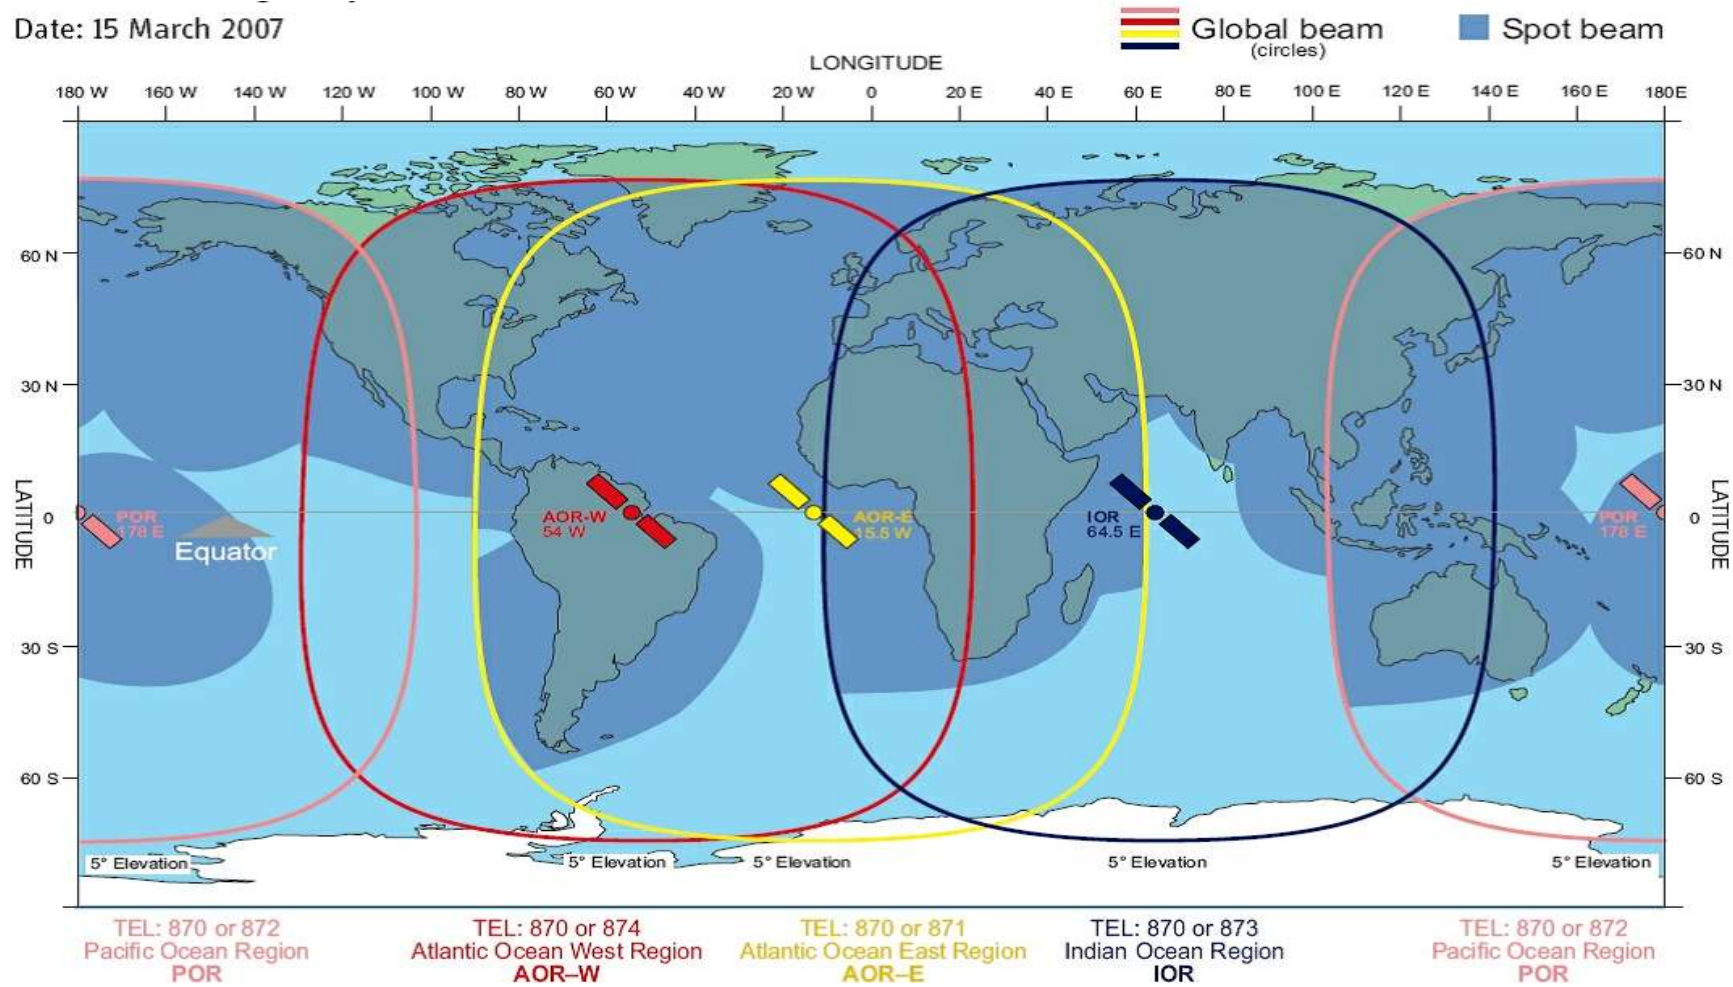 Date: 15 March 2007
Global beam
(circles)
Spot beam
LONGITUDE
180 W 160 W 140 W 120 W 100 W 80 W 60 W 40 W 20 W 0 20 E 40 E 60 E 80 E 100 E 120 E 140 E 160 E 180E
60 N 60 N
30 N 30 N
LATITUDE LATITUDE
0 0
POR
178 E
Equator
AOR-W
54 W
AOR-E
15.5 W
IOR
64.5 E
POR
178 E
30 S 30 S
60 S 60 S
5° Elevation 5° Elevation 5° Elevation 5° Elevation 5° Elevation
TEL: 870 or 872
Pacific Ocean Region
POR
TEL: 870 or 874
Atlantic Ocean West Region
AOR–W
TEL: 870 or 871
Atlantic Ocean East Region
AOR–E
TEL: 870 or 873
Indian Ocean Region
IOR
TEL: 870 or 872
Pacific Ocean Region
POR